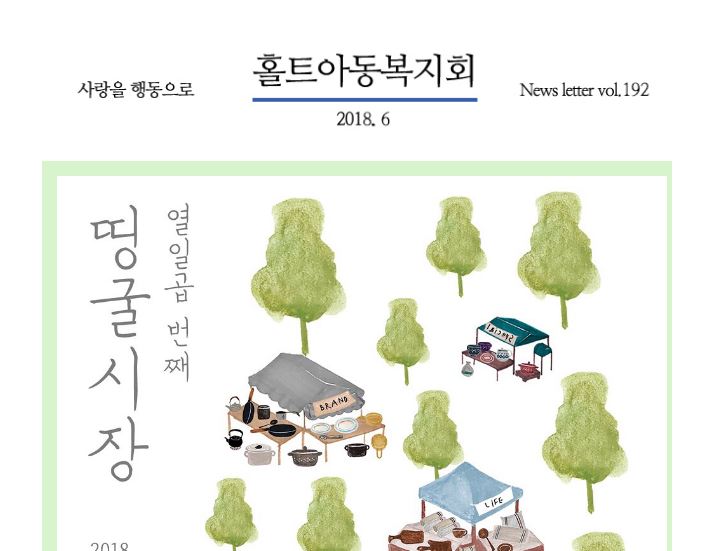 사랑을 행동으로
홀트아동복지회
News letter vol.192
2018. 6
띵굴시장
열일곱 번째
BRAND
LIFE
2018